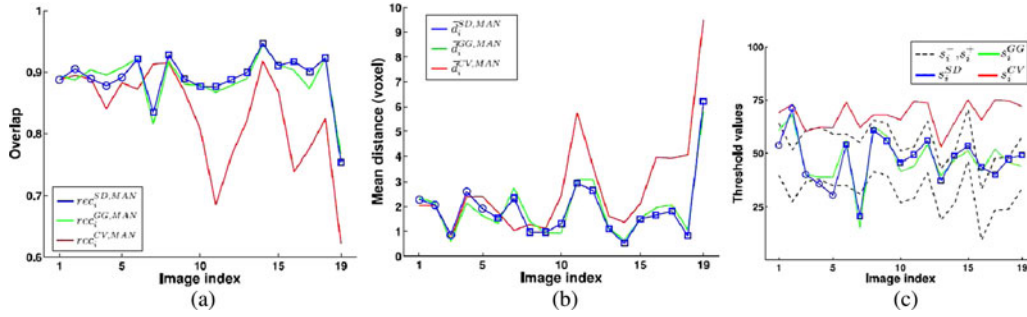 1
0.9
0.8
0.7
0.6
Overlap
rcc_i^{SD,MAN}
rcc_i^{GG,MAN}
rcc_i^{CV,MAN}
1 5 10 15 19
Image index
(a)
10
9
8
7
6
5
4
3
2
1
0
Mean distance (voxel)
d̄_i^{SD,MAN}
d̄_i^{GG,MAN}
d̄_i^{CV,MAN}
1 5 10 15 19
Image index
(b)
100
75
50
25
Threshold values
s_i^-, s_i^+ s_i^{GG}
s_i^{SD} s_i^{CV}
1 5 10 15 19
Image index
(c)